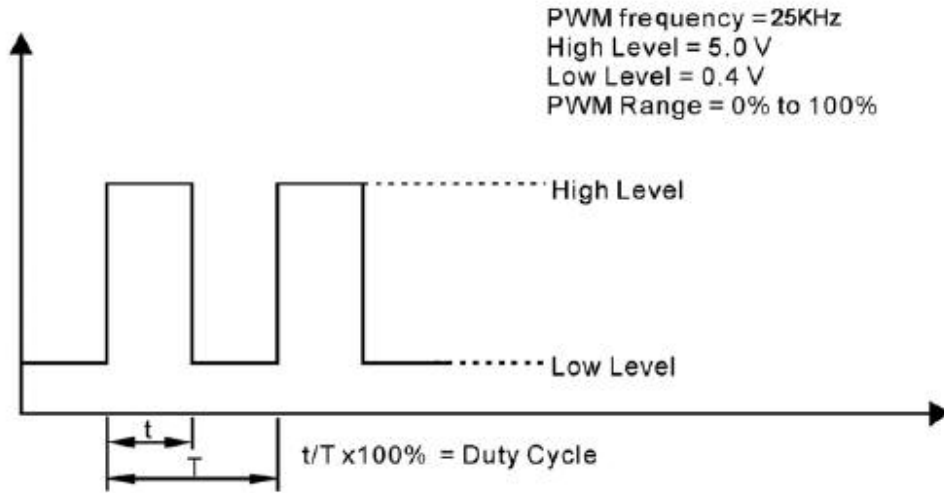 PWM frequency = 25KHz
High Level = 5.0 V
Low Level = 0.4 V
PWM Range = 0% to 100%
High Level
Low Level
t
T
t/T x100% = Duty Cycle